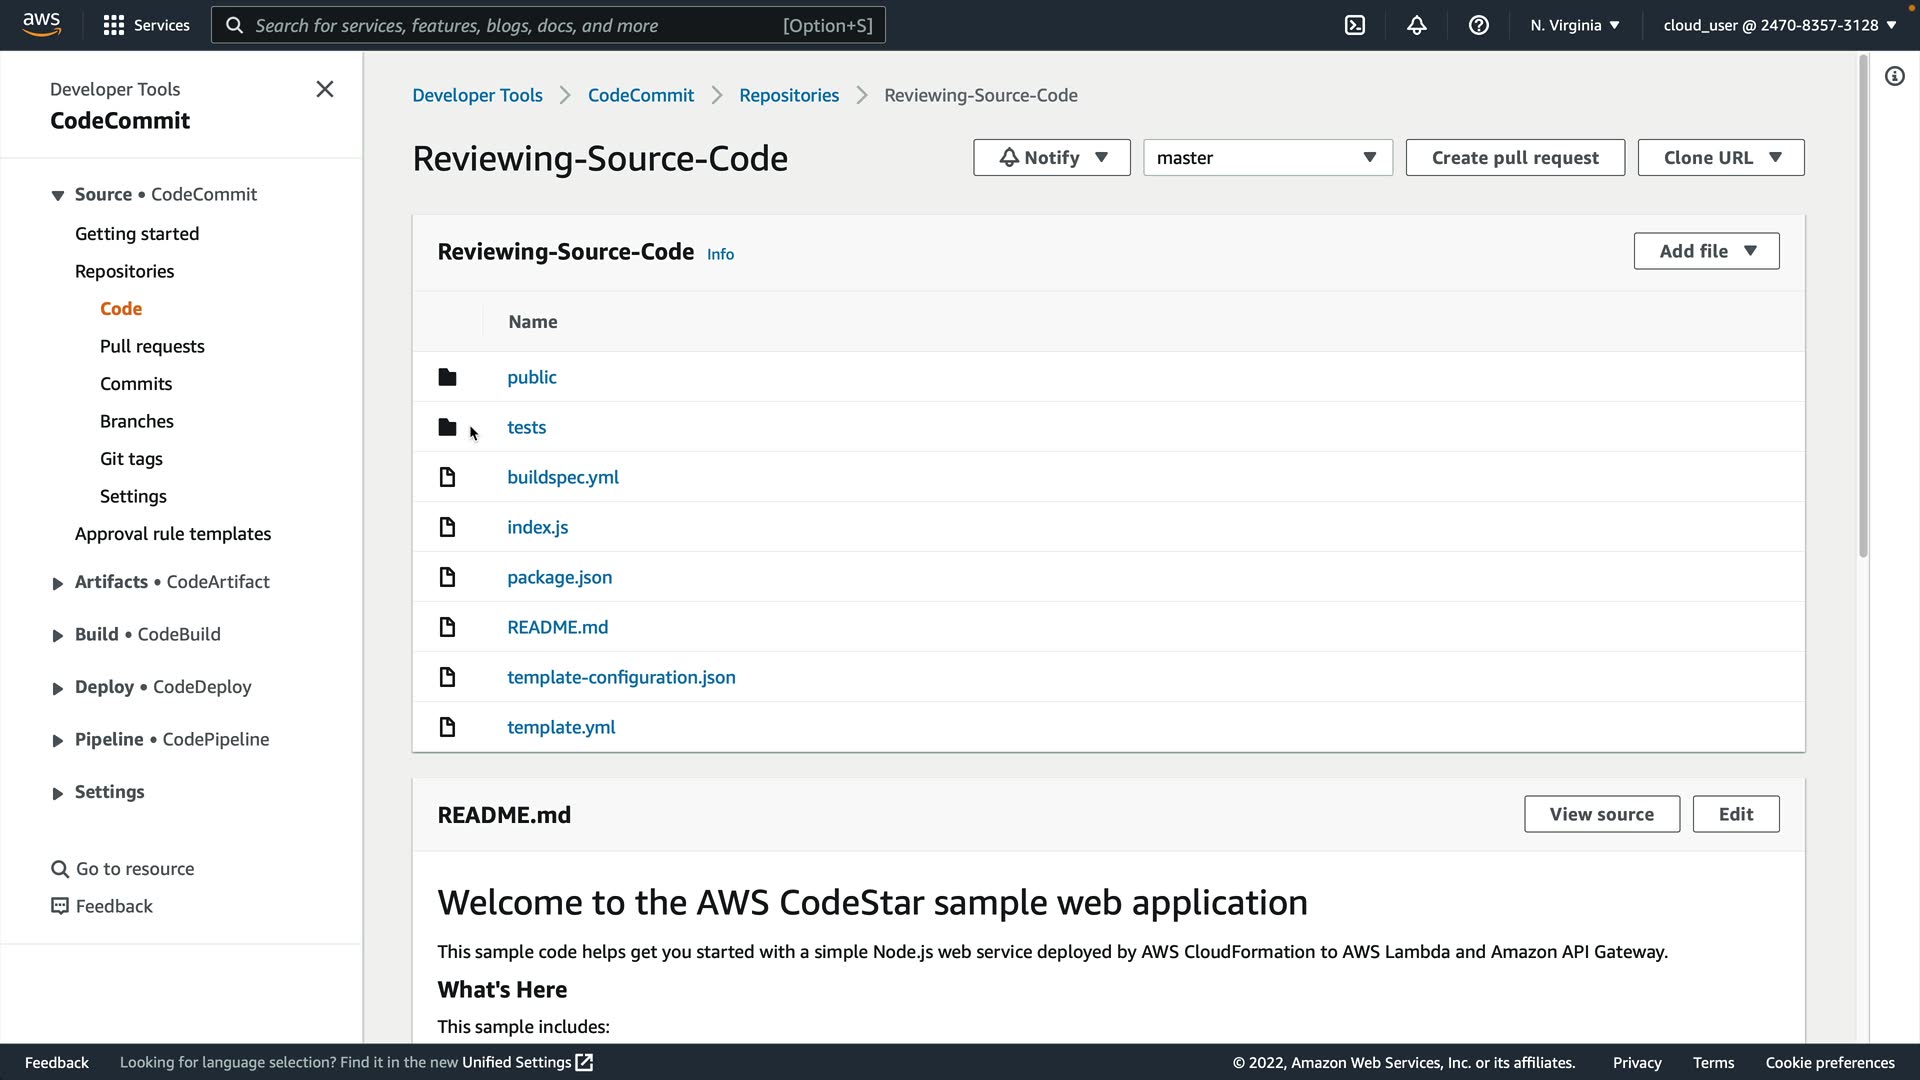 aws
Services
Search for services, features, blogs, docs, and more
[Option+S]
N. Virginia
cloud_user @ 2470-8357-3128
Developer Tools
CodeCommit
Source • CodeCommit
Getting started
Repositories
Code
Pull requests
Commits
Branches
Git tags
Settings
Approval rule templates
Artifacts • CodeArtifact
Build • CodeBuild
Deploy • CodeDeploy
Pipeline • CodePipeline
Settings
Go to resource
Feedback
Developer Tools
CodeCommit
Repositories
Reviewing-Source-Code
Reviewing-Source-Code
Notify
master
Create pull request
Clone URL
Reviewing-Source-Code Info
Add file
Name
public
tests
buildspec.yml
index.js
package.json
README.md
template-configuration.json
template.yml
README.md
View source
Edit
Welcome to the AWS CodeStar sample web application
This sample code helps get you started with a simple Node.js web service deployed by AWS CloudFormation to AWS Lambda and Amazon API Gateway.
What's Here
This sample includes:
Feedback
Looking for language selection? Find it in the new Unified Settings
© 2022, Amazon Web Services, Inc. or its affiliates.
Privacy
Terms
Cookie preferences